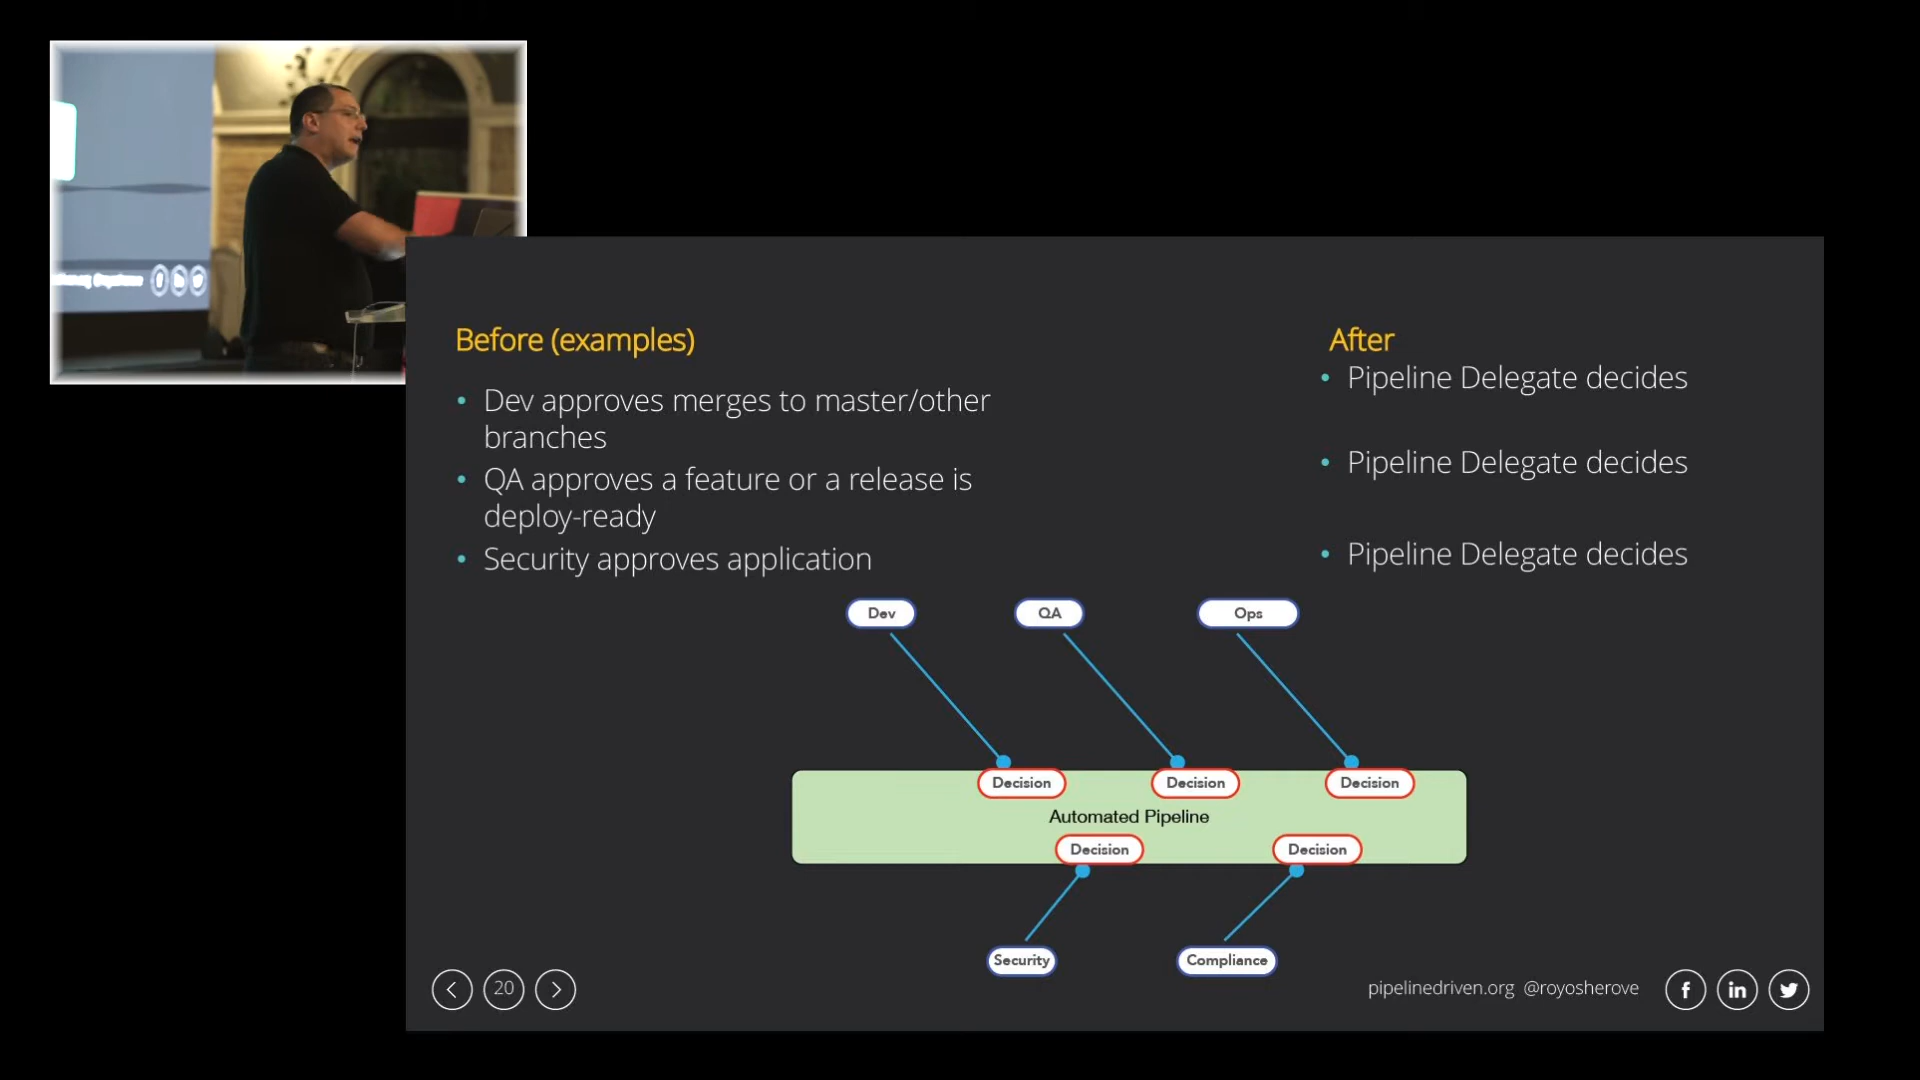 Before (examples)
After
• Dev approves merges to master/other
branches
• QA approves a feature or a release is
deploy-ready
• Security approves application
• Pipeline Delegate decides
• Pipeline Delegate decides
• Pipeline Delegate decides
Dev
QA
Ops
Decision
Decision
Decision
Automated Pipeline
Decision
Decision
Security
Compliance
20
pipelinedriven.org @royosherove
f
in